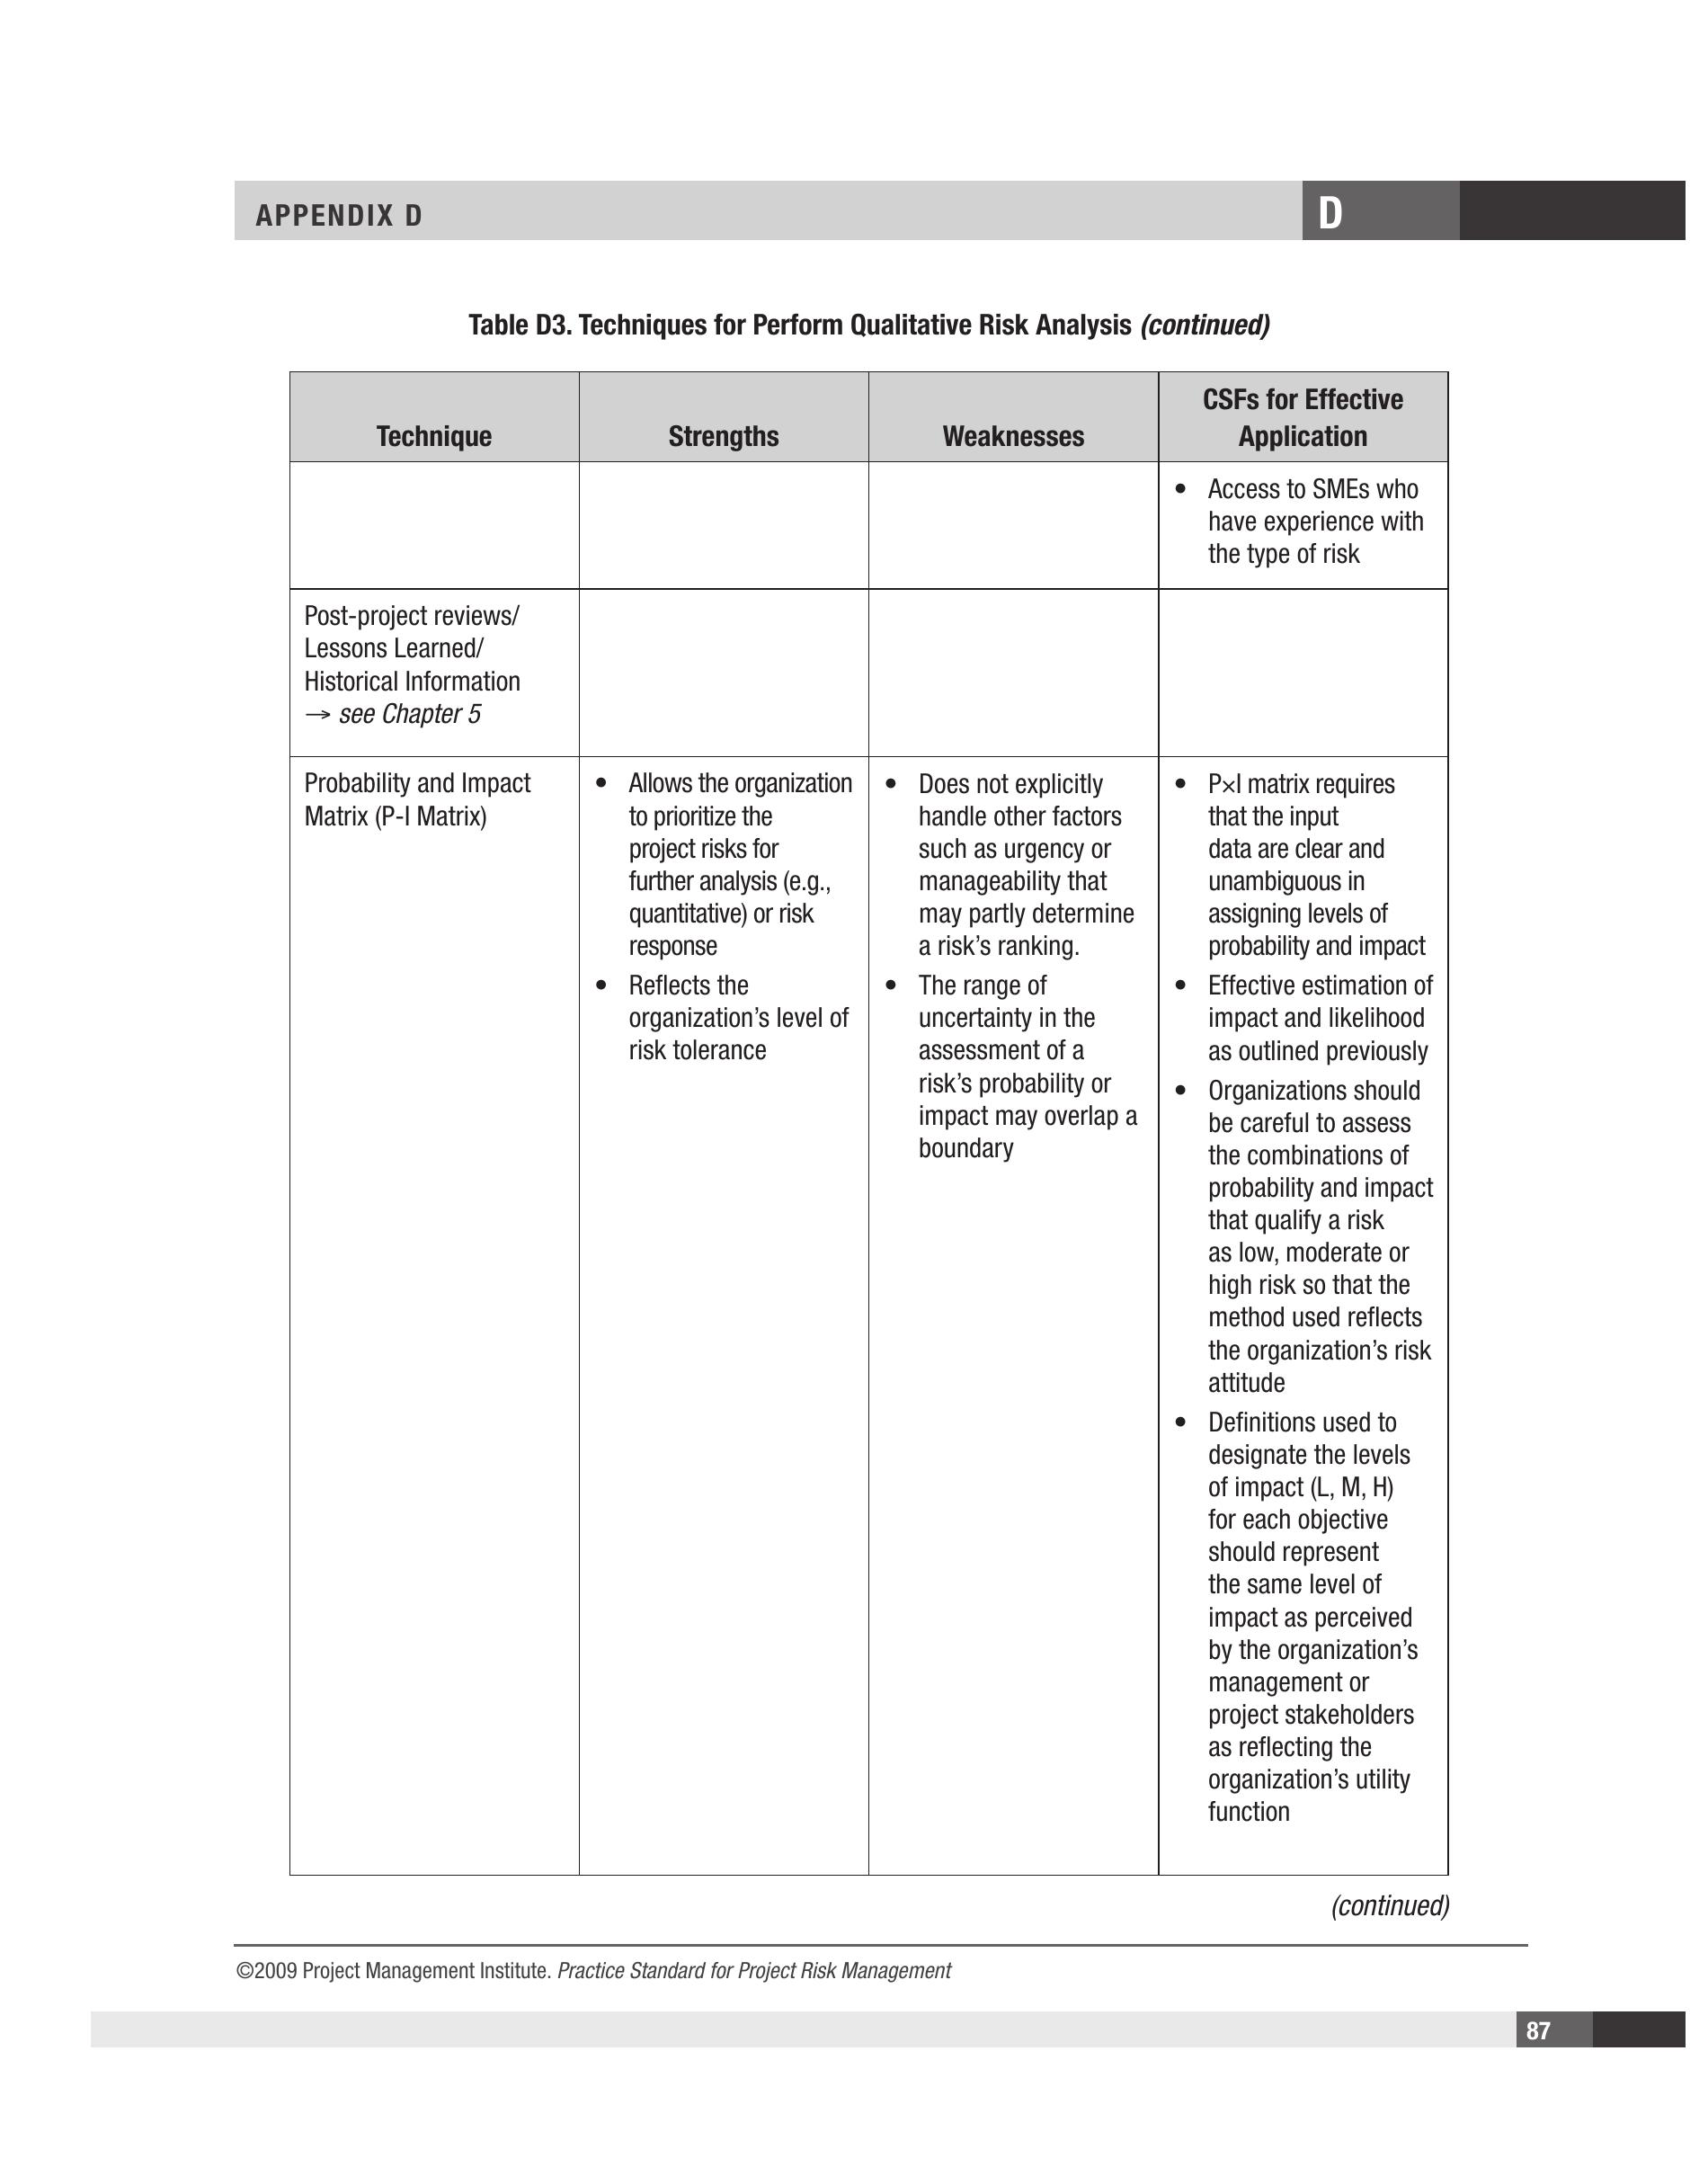 APPENDIX D
D
Table D3. Techniques for Perform Qualitative Risk Analysis (continued)
Technique
Strengths
Weaknesses
CSFs for Effective
Application
• Access to SMEs who
have experience with
the type of risk
Post-project reviews/
Lessons Learned/
Historical Information
→ see Chapter 5
Probability and Impact
Matrix (P-I Matrix)
• Allows the organization
to prioritize the
project risks for
further analysis (e.g.,
quantitative) or risk
response
• Reflects the
organization’s level of
risk tolerance
• Does not explicitly
handle other factors
such as urgency or
manageability that
may partly determine
a risk’s ranking.
• The range of
uncertainty in the
assessment of a
risk’s probability or
impact may overlap a
boundary
• P×I matrix requires
that the input
data are clear and
unambiguous in
assigning levels of
probability and impact
• Effective estimation of
impact and likelihood
as outlined previously
• Organizations should
be careful to assess
the combinations of
probability and impact
that qualify a risk
as low, moderate or
high risk so that the
method used reflects
the organization’s risk
attitude
• Definitions used to
designate the levels
of impact (L, M, H)
for each objective
should represent
the same level of
impact as perceived
by the organization’s
management or
project stakeholders
as reflecting the
organization’s utility
function
(continued)
©2009 Project Management Institute. Practice Standard for Project Risk Management
87